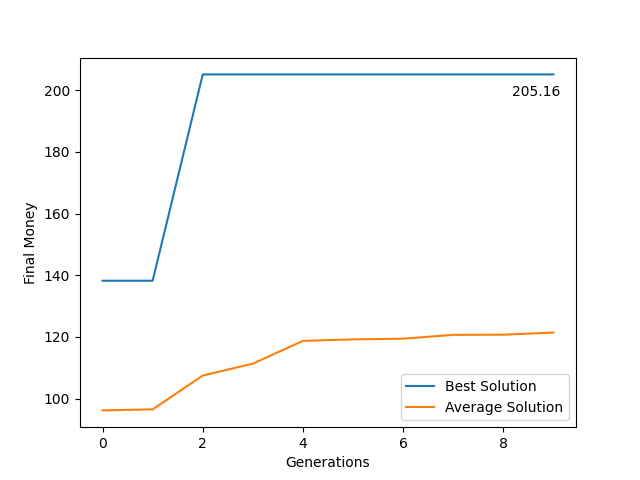 200
180
160
140
120
100
Final Money
205.16
Best Solution
Average Solution
0 2 4 6 8
Generations